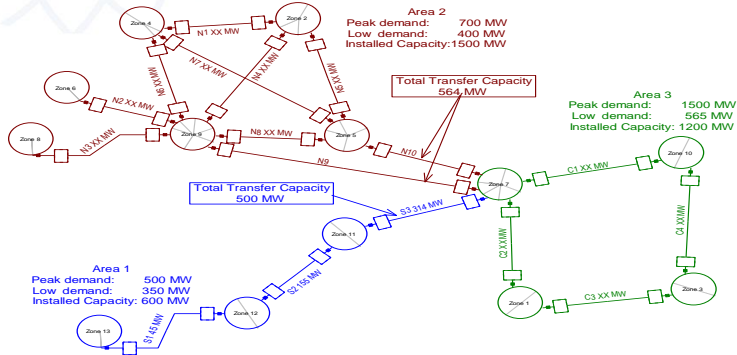 Area 2
Peak demand: 700 MW
Low demand: 400 MW
Installed Capacity:1500 MW
Zone 4
Zone 2
N1 XX MW
N7 XX MW
N4 XX MW
N5 XX MW
N6 XX MW
Total Transfer Capacity
564 MW
Area 3
Peak demand: 1500 MW
Low demand: 565 MW
Installed Capacity: 1200 MW
Zone 6
N2 XX MW
Zone 8
N3 XX MW
Zone 9
N8 XX MW
Zone 5
N9
N10
Zone 10
C1 XX MW
Zone 7
Total Transfer Capacity
500 MW
S3 314 MW
Zone 11
C2 XXMW
C4 XXMW
S2 155 MW
Area 1
Peak demand: 500 MW
Low demand: 350 MW
Installed Capacity: 600 MW
Zone 12
Zone 13
S1 45 MW
Zone 1
C3 XX MW
Zone 3